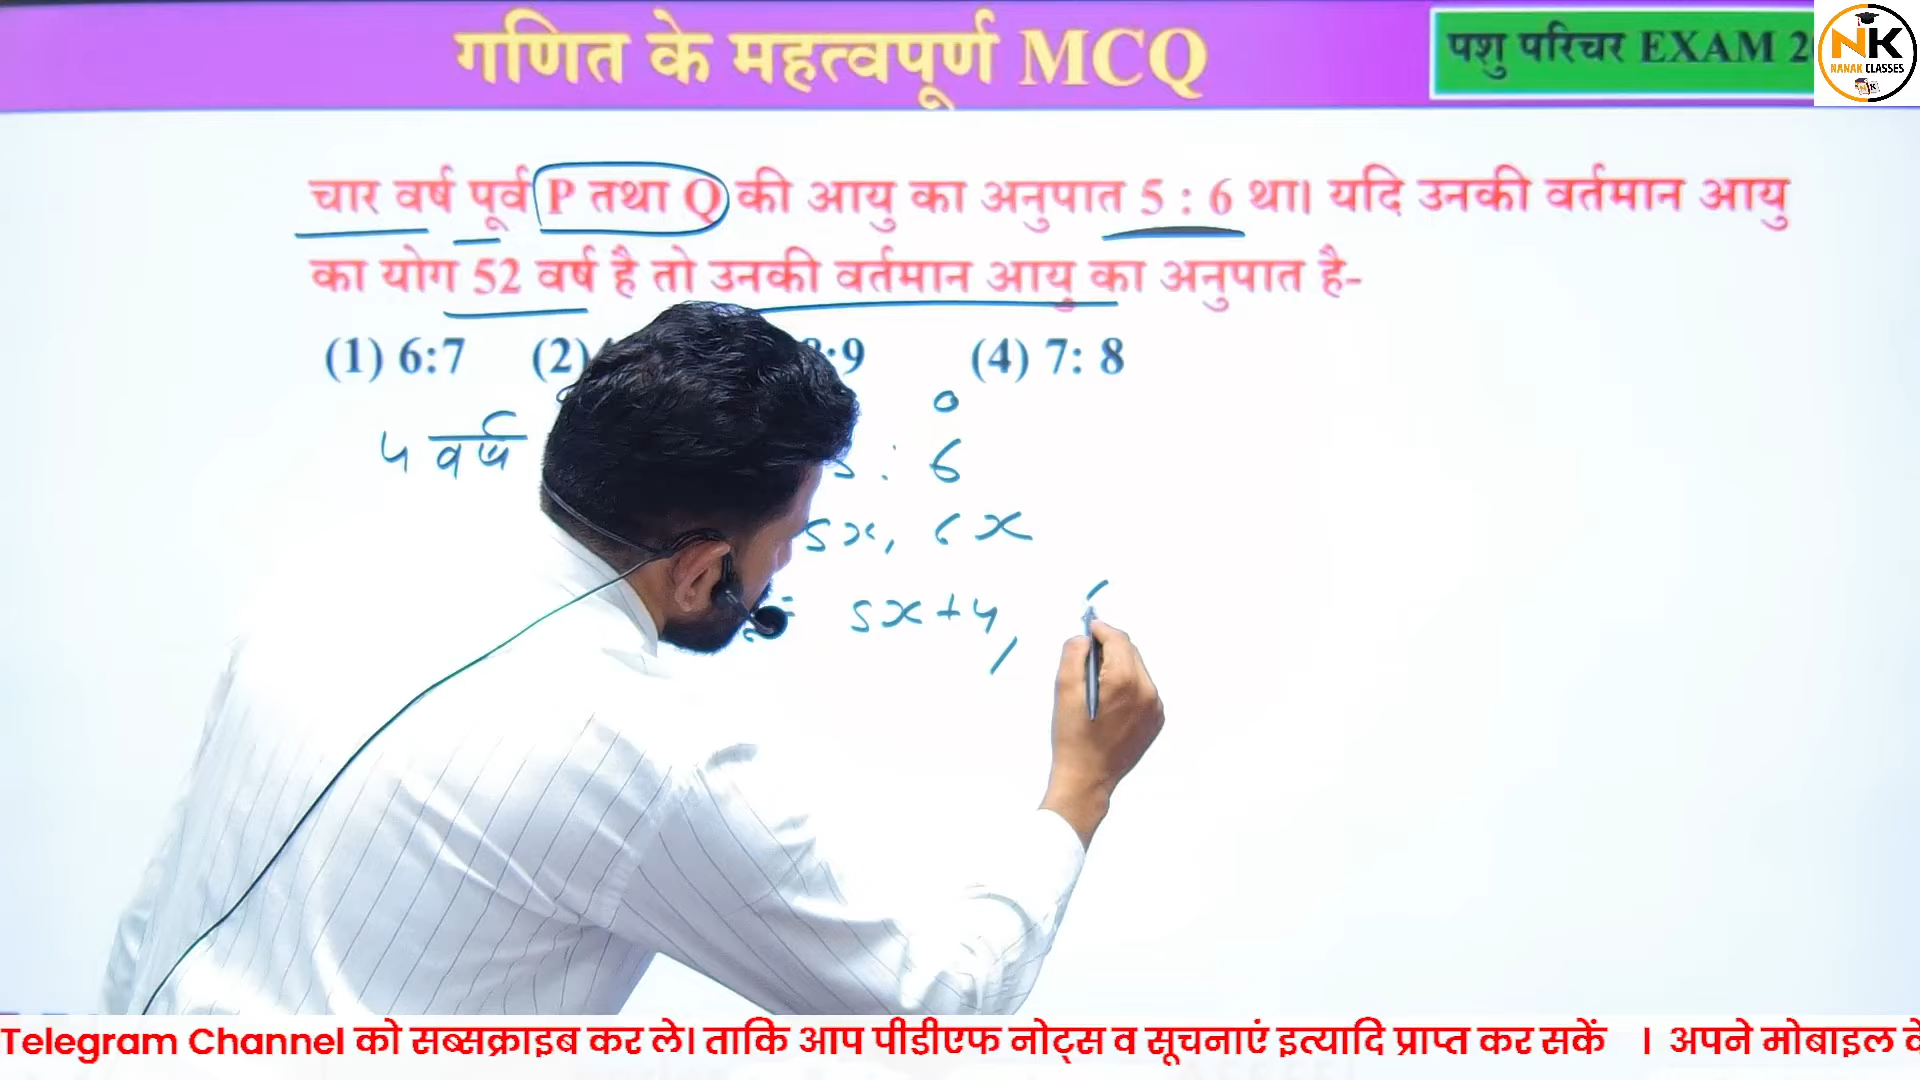 गणित के महत्वपूर्ण MCQ
पशु परिचर EXAM
NK
NANAK CLASSES
चार वर्ष पूर्व P तथा Q की आयु का अनुपात 5 : 6 था। यदि उनकी वर्तमान आयु
का योग 52 वर्ष है तो उनकी वर्तमान आयु का अनुपात है-
(1) 6:7 (2) :9 (4) 7: 8
4 वर्ष : 6
5x, 6x
5x+4,
Telegram Channel को सब्सक्राइब कर ले। ताकि आप पीडीएफ नोट्स व सूचनाएं इत्यादि प्राप्त कर सकें । अपने मोबाइल के